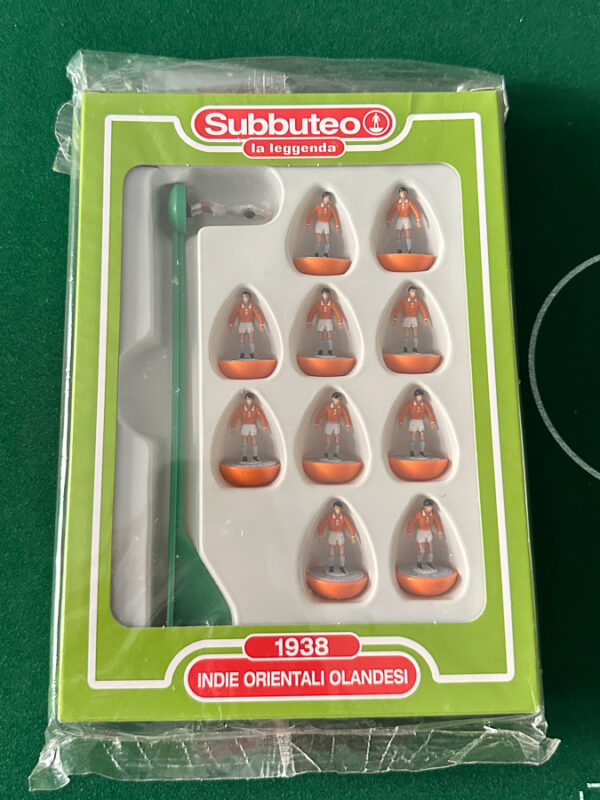 Subbuteo
la leggenda
1938
INDIE ORIENTALI OLANDESI